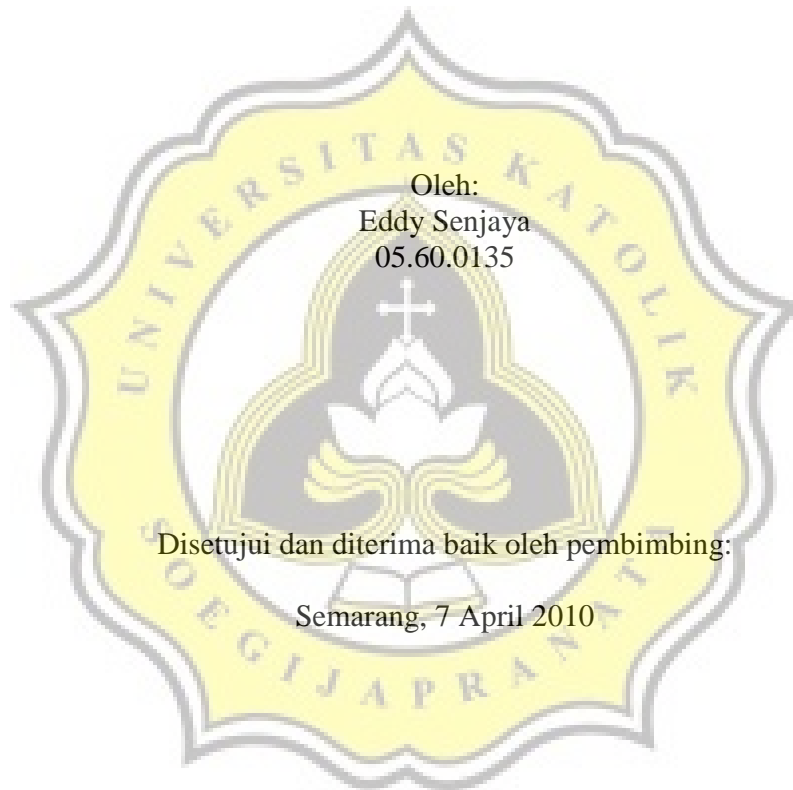 UNIVERSITAS KATOLIK
Oleh:
Eddy Senjaya
05.60.0135
Disetujui dan diterima baik oleh pembimbing:
Semarang, 7 April 2010
SOEGIJAPRANATA